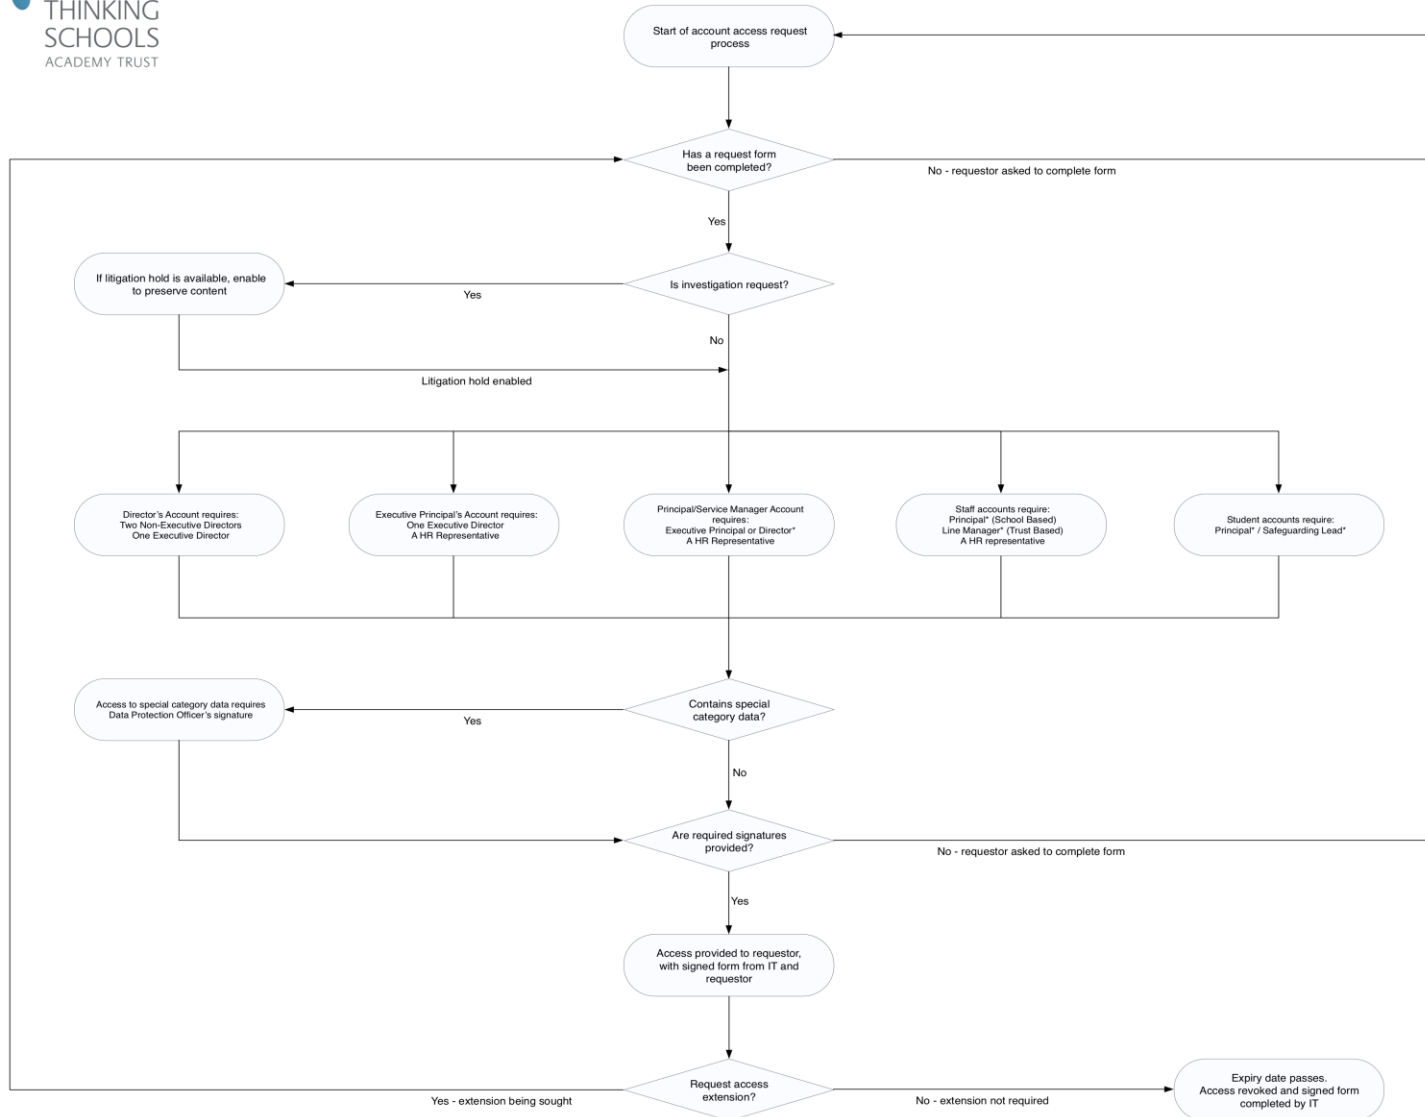 THINKING
SCHOOLS
ACADEMY TRUST
Start of account access request
process
Has a request form
been completed?
No - requestor asked to complete form
Yes
If litigation hold is available, enable
to preserve content
Yes
Is investigation request?
No
Litigation hold enabled
Director's Account requires:
Two Non-Executive Directors
One Executive Director
Executive Principal's Account requires:
One Executive Director
A HR Representative
Principal/Service Manager Account
requires:
Executive Principal or Director*
A HR Representative
Staff accounts require:
Principal* (School Based)
Line Manager* (Trust Based)
A HR representative
Student accounts require:
Principal* / Safeguarding Lead*
Access to special category data requires
Data Protection Officer's signature
Yes
Contains special
category data?
No
Are required signatures
provided?
No - requestor asked to complete form
Yes
Access provided to requestor,
with signed form from IT and
requestor
Request access
extension?
Yes - extension being sought
No - extension not required
Expiry date passes.
Access revoked and signed form
completed by IT